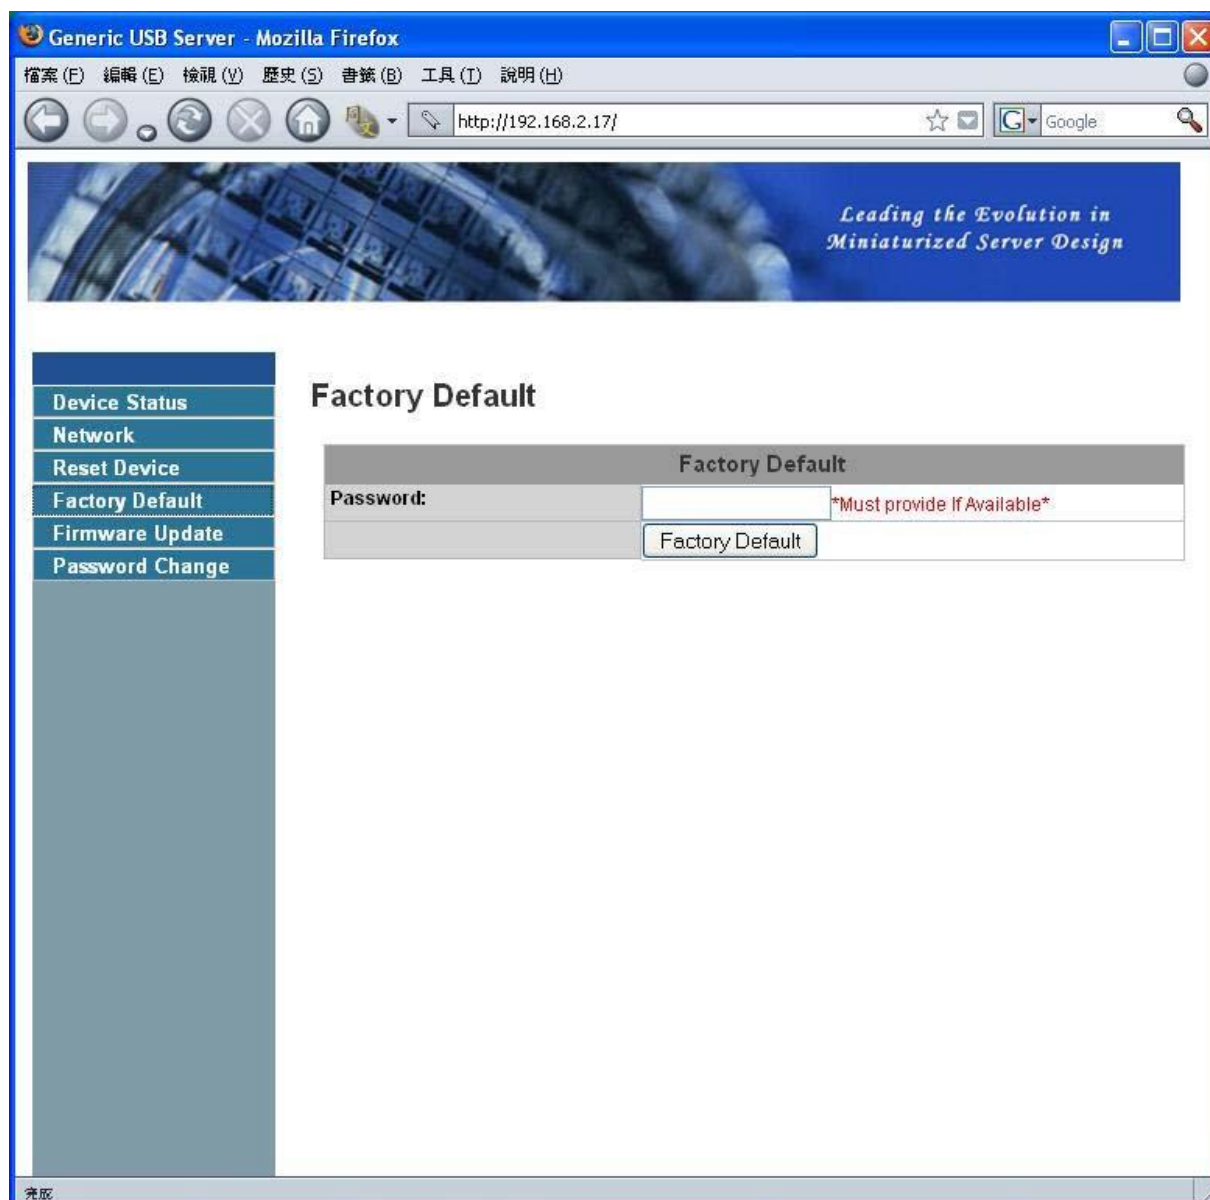 Generic USB Server - Mozilla Firefox
檔案(F) 編輯(E) 檢視(V) 歷史(S) 書籤(B) 工具(T) 說明(H)
http://192.168.2.17/ Google
Leading the Evolution in
Miniaturized Server Design
Device Status
Network
Reset Device
Factory Default
Firmware Update
Password Change
Factory Default
Factory Default
Password: *Must provide If Available*
Factory Default
完成